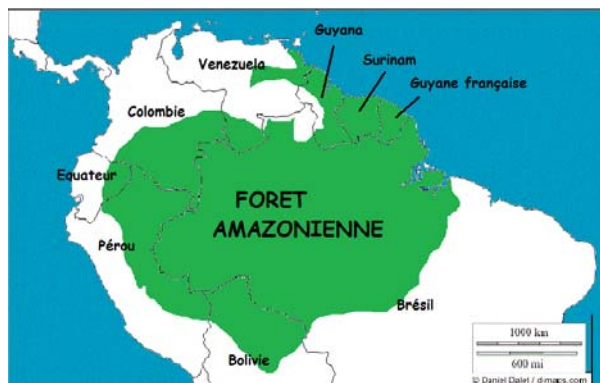 Guyana
Venezuela
Surinam
Guyane française
Colombie
Equateur
FORET
AMAZONIENNE
Pérou
Brésil
Bolivie
1000 km
600 mi
© Daniel Dalet / d-maps.com